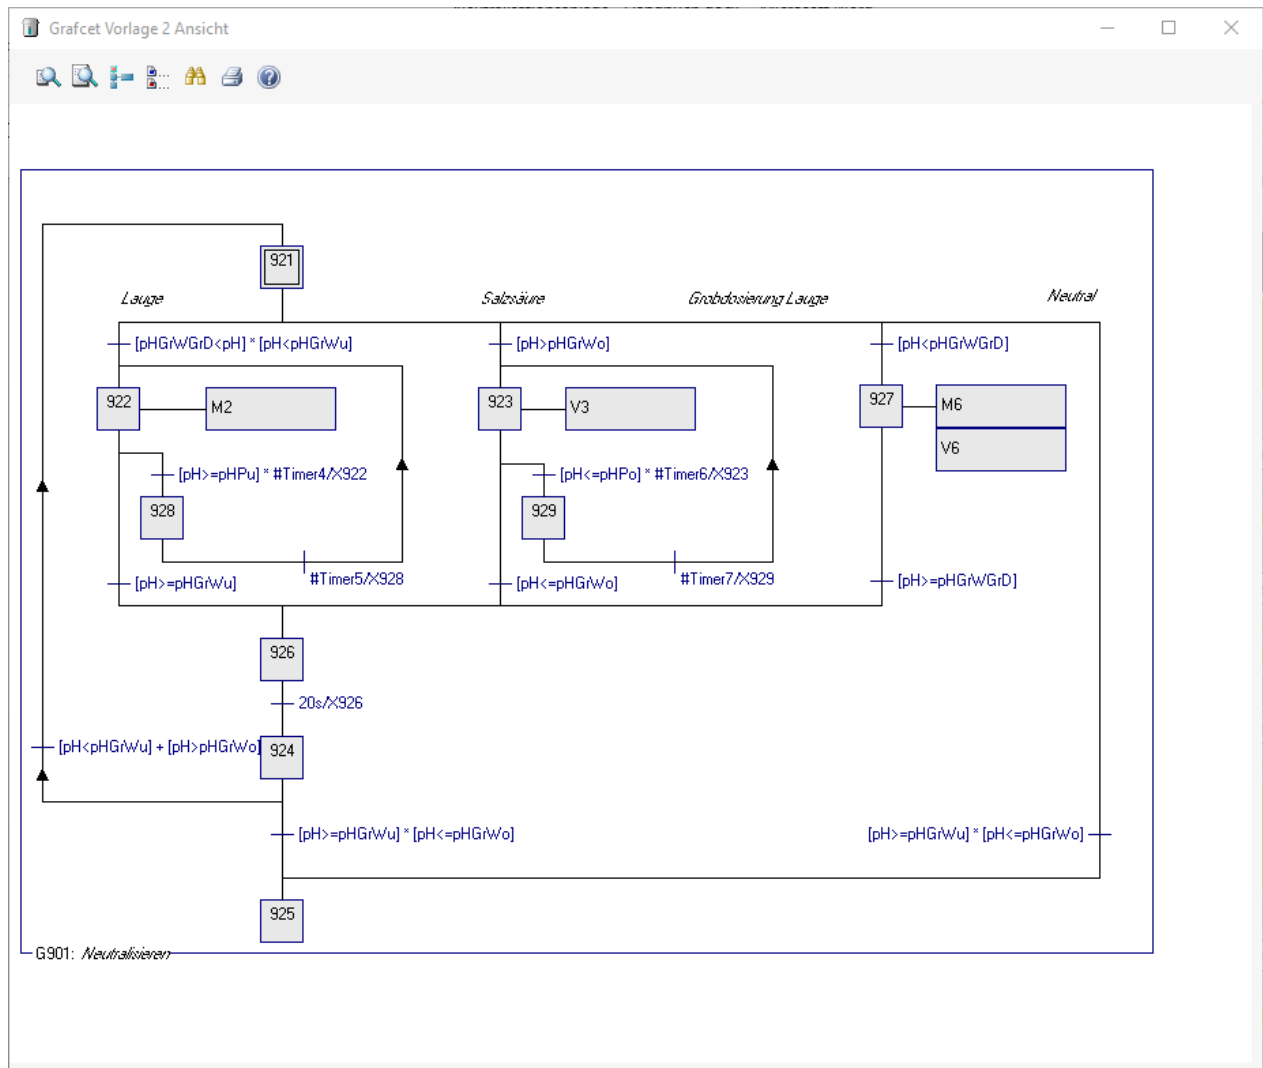 Grafcet Vorlage 2 Ansicht
921
Lauge
Salzsäure
Grobdosierung Lauge
Neutral
[pHGrWGrD<pH] * [pH<pHGrWu]
[pH>pHGrWo]
[pH<pHGrWGrD]
922
M2
923
V3
927
M6
V6
[pH>=pHPu] * #Timer4/X922
[pH<=pHPo] * #Timer6/X923
928
929
#Timer5/X928
#Timer7/X929
[pH>=pHGrWu]
[pH<=pHGrWo]
[pH>=pHGrWGrD]
926
20s/X926
[pH<pHGrWu] + [pH>pHGrWo]
924
[pH>=pHGrWu] * [pH<=pHGrWo]
[pH>=pHGrWu] * [pH<=pHGrWo]
925
G901: Neutralisieren